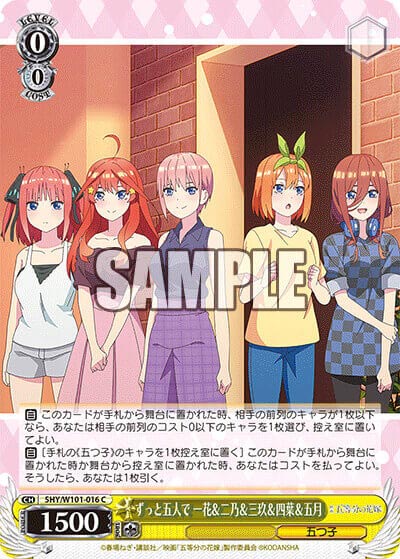 LEVEL
0
0
COST
SAMPLE
自 このカードが手札から舞台に置かれた時、相手の前列のキャラが1枚以下
なら、あなたは相手の前列のコスト0以下のキャラを1枚選び、控え室に置い
てよい。
自 [手札の《五つ子》のキャラを1枚控え室に置く] このカードが手札から舞台に
置かれた時か舞台から控え室に置かれた時、あなたはコストを払ってよい。
そうしたら、あなたは1枚引く。
CH
5HY/W101-016 C
ずっと五人で 一花&二乃&三玖&四葉&五月
五等分の花嫁
1500
五つ子
©春場ねぎ・講談社／映画「五等分の花嫁」製作委員会 ©KODANSHA